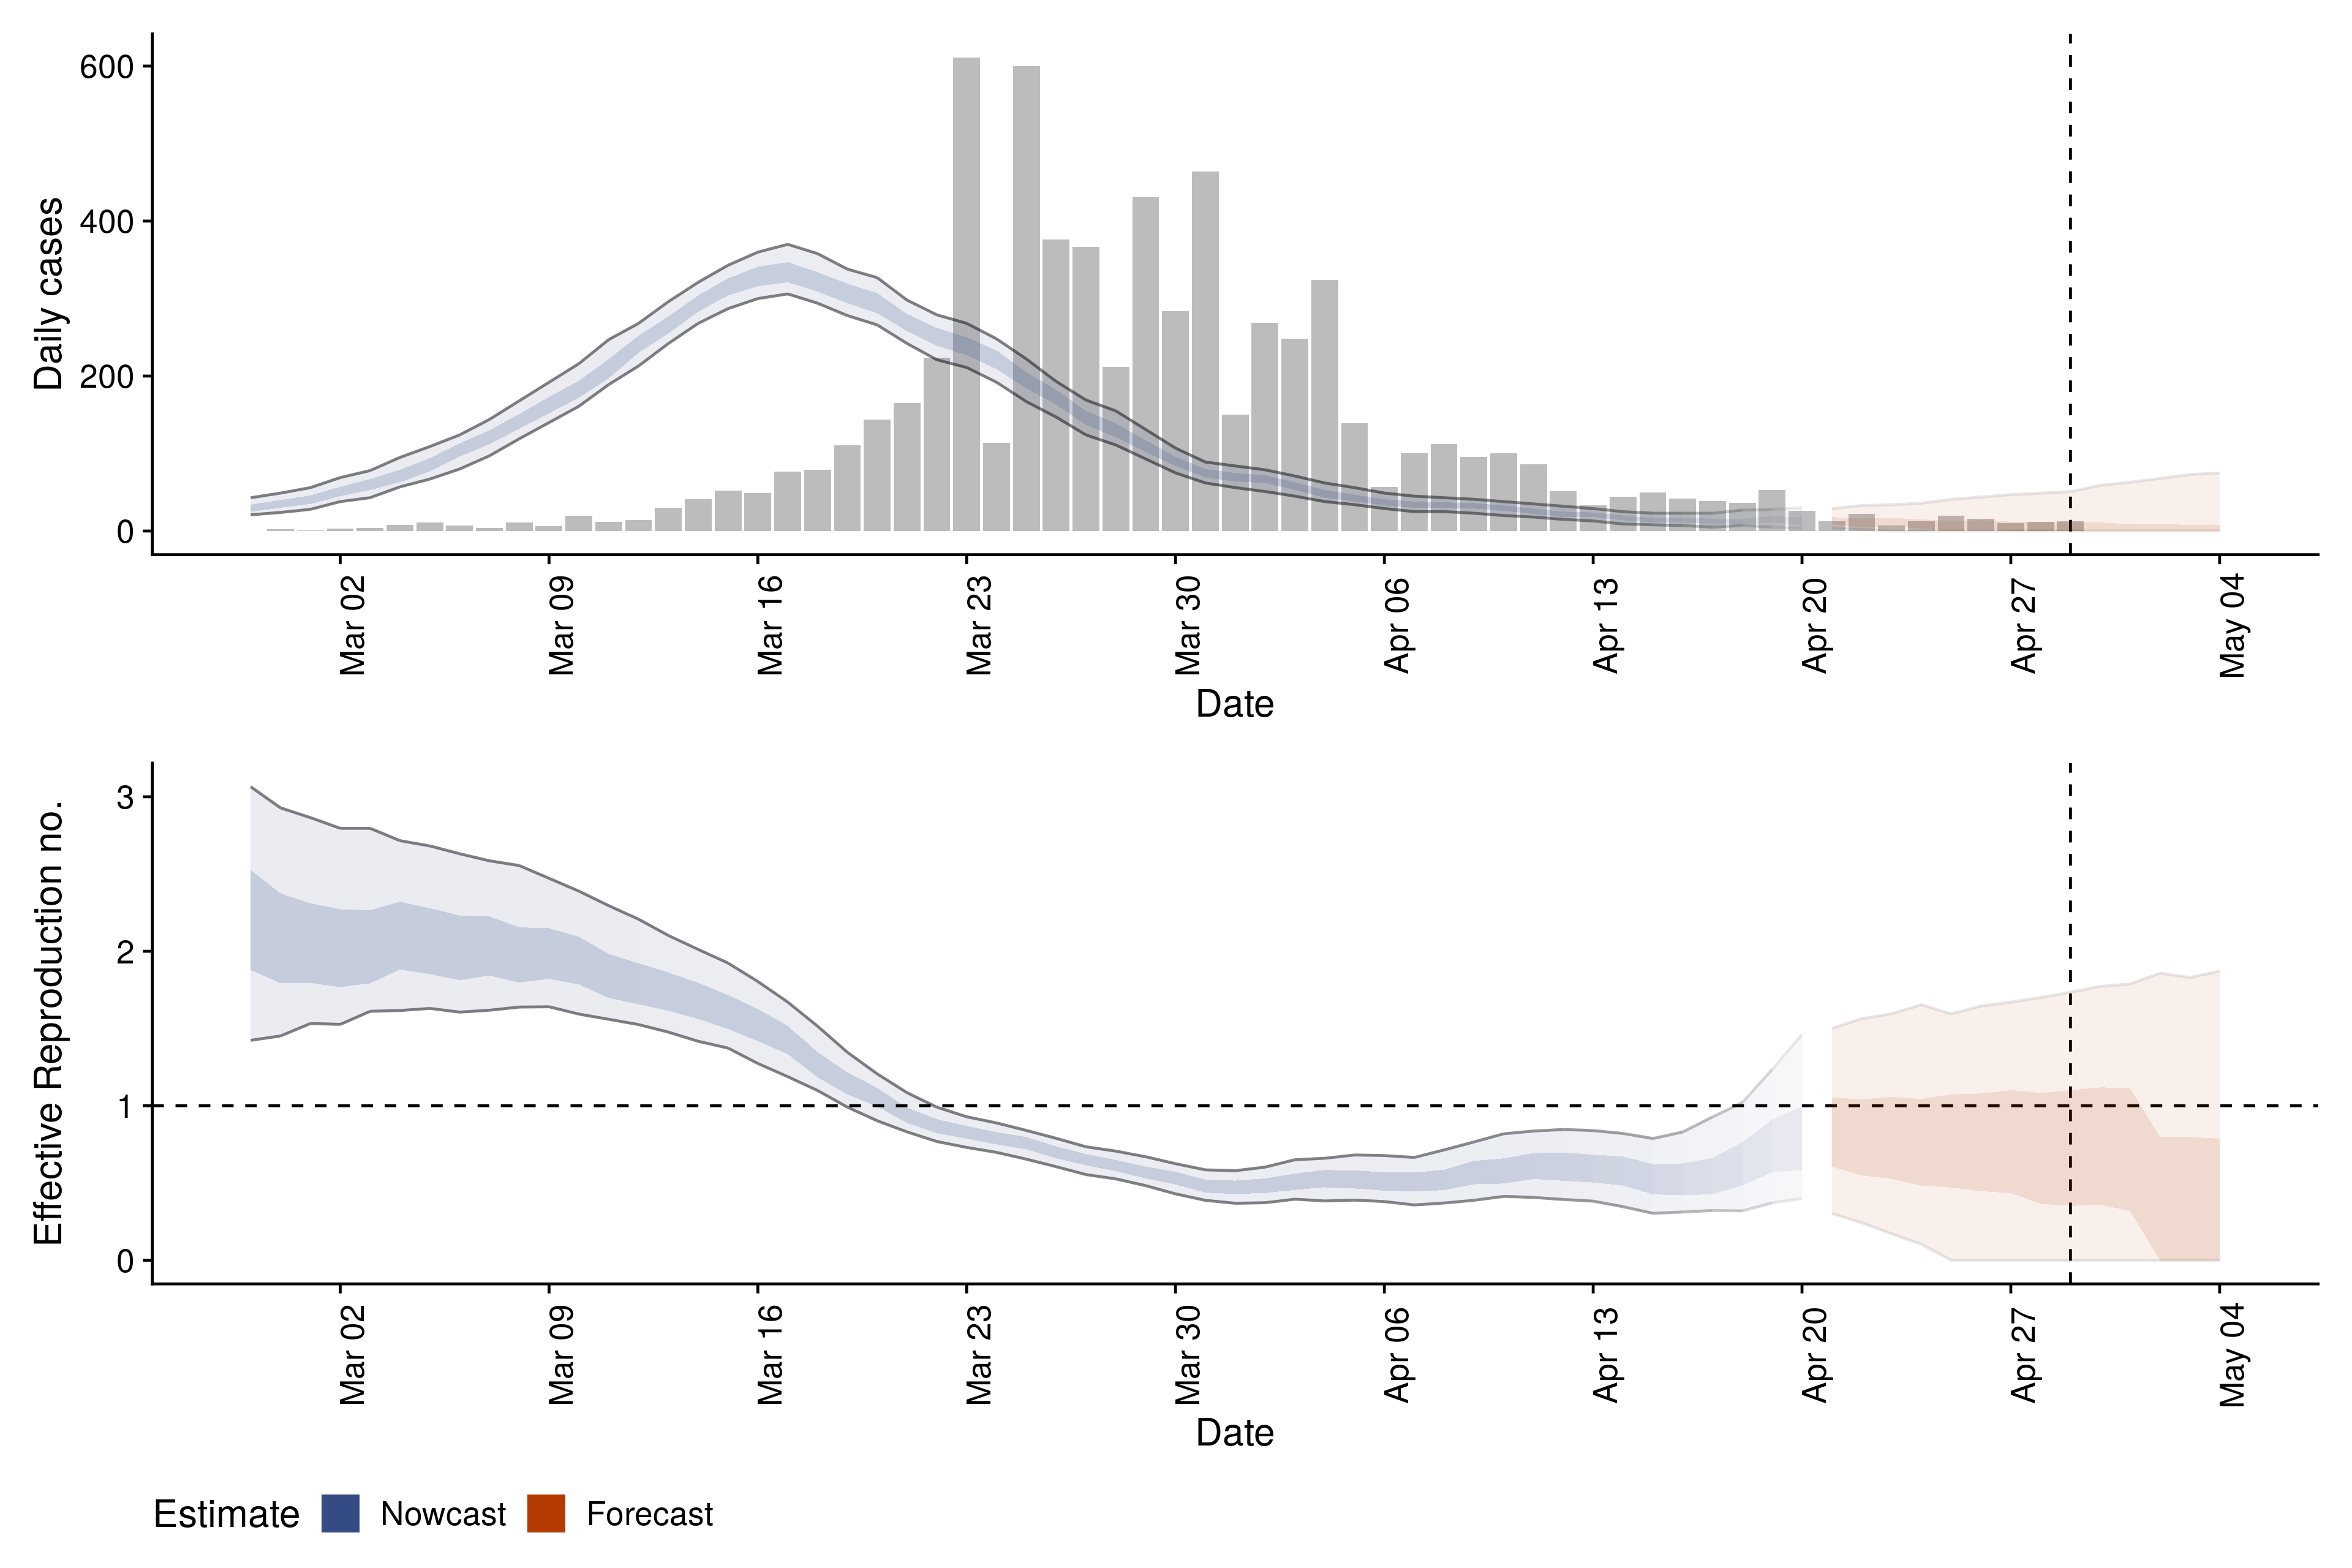 Daily cases
600
400
200
0
Mar 02
Mar 09
Mar 16
Mar 23
Mar 30
Apr 06
Apr 13
Apr 20
Apr 27
May 04
Date
Effective Reproduction no.
3
2
1
0
Mar 02
Mar 09
Mar 16
Mar 23
Mar 30
Apr 06
Apr 13
Apr 20
Apr 27
May 04
Date
Estimate Nowcast Forecast